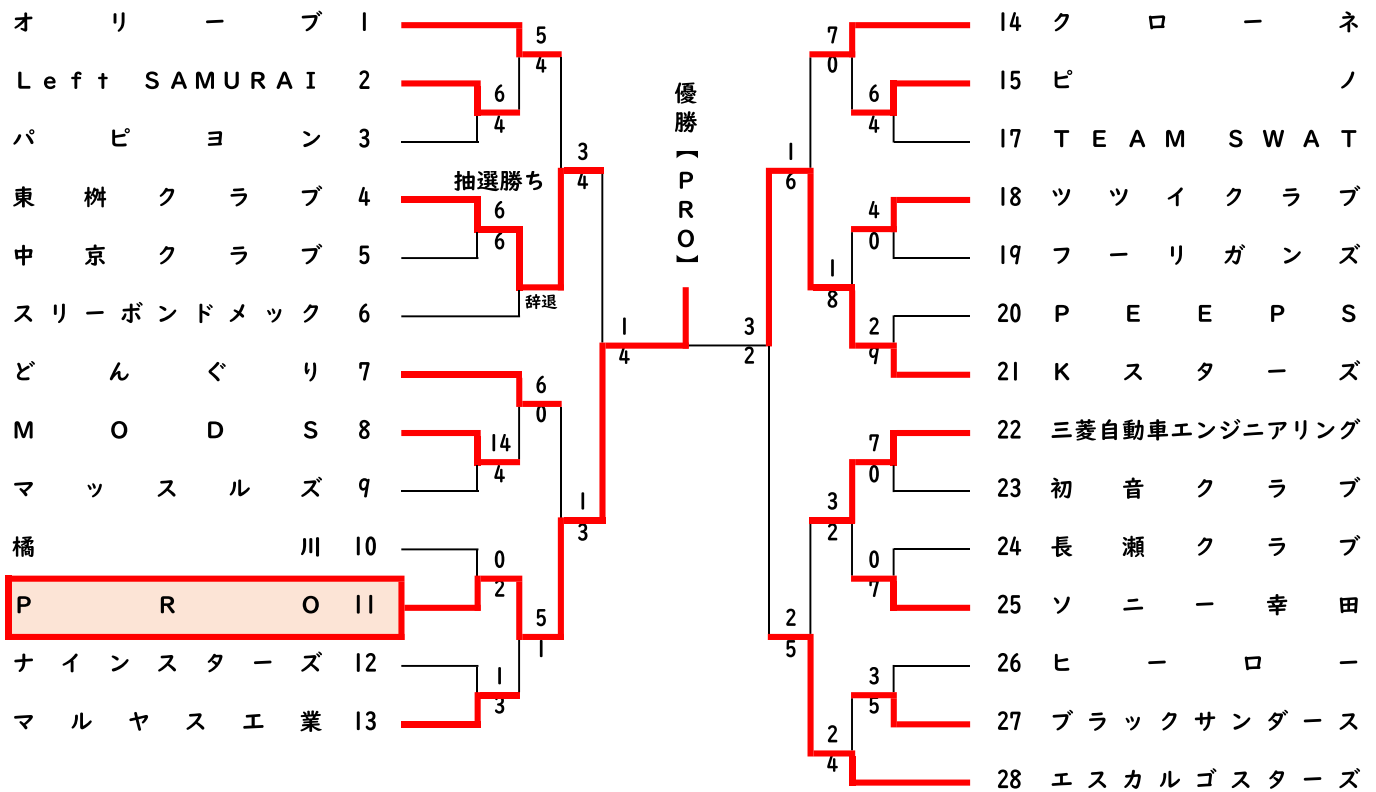 オリーブ 1
Left SAMURAI 2
パピヨン 3
東桝クラブ 4
中京クラブ 5
スリーボンドメック 6
どんぐり 7
MODS 8
マッスルズ 9
橘川 10
PRO 11
ナインスターズ 12
マルヤス工業 13
5
4
6
4
抽選勝ち
6
6
辞退
3
4
6
0
14
4
1
3
0
2
5
1
1
3
1
4
優勝【PRO】
3
2
7
0
6
4
1
6
4
0
1
8
2
9
7
0
3
2
0
7
2
5
3
5
2
4
14 クローネ
15 ピノ
17 TEAM SWAT
18 ツツイクラブ
19 フーリガンズ
20 PEEPS
21 Kスターズ
22 三菱自動車エンジニアリング
23 初音クラブ
24 長瀬クラブ
25 ソニー幸田
26 ヒーロー
27 ブラックサンダース
28 エスカルゴスターズ